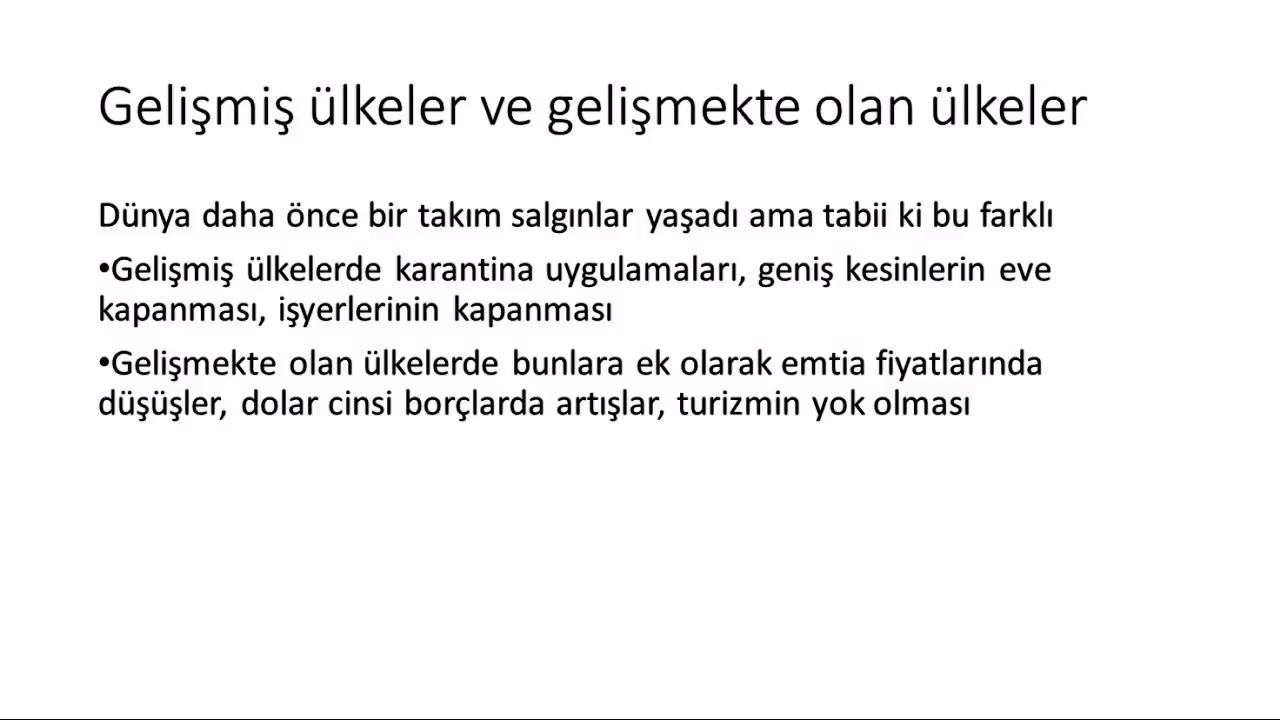 Gelişmiş ülkeler ve gelişmekte olan ülkeler
Dünya daha önce bir takım salgınlar yaşadı ama tabii ki bu farklı
•Gelişmiş ülkelerde karantina uygulamaları, geniş kesinlerin eve
kapanması, işyerlerinin kapanması
•Gelişmekte olan ülkelerde bunlara ek olarak emtia fiyatlarında
düşüşler, dolar cinsi borçlarda artışlar, turizmin yok olması